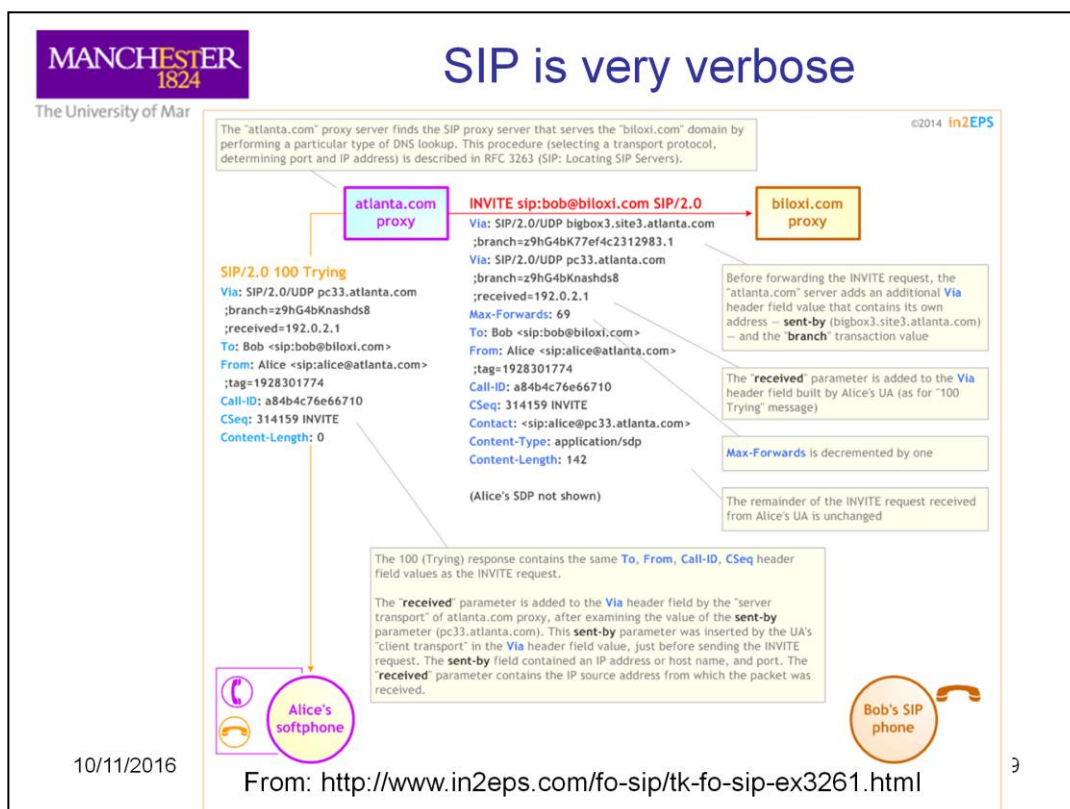 MANCHESTER
1824
The University of Mar
SIP is very verbose
©2014 in2EPS
The "atlanta.com" proxy server finds the SIP proxy server that serves the "biloxi.com" domain by
performing a particular type of DNS lookup. This procedure (selecting a transport protocol,
determining port and IP address) is described in RFC 3263 (SIP: Locating SIP Servers).
atlanta.com
proxy
INVITE sip:bob@biloxi.com SIP/2.0
Via: SIP/2.0/UDP bigbox3.site3.atlanta.com
;branch=z9hG4bK77ef4c2312983.1
Via: SIP/2.0/UDP pc33.atlanta.com
;branch=z9hG4bKnashds8
;received=192.0.2.1
Max-Forwards: 69
To: Bob <sip:bob@biloxi.com>
From: Alice <sip:alice@atlanta.com>
;tag=1928301774
Call-ID: a84b4c76e66710
CSeq: 314159 INVITE
Contact: <sip:alice@pc33.atlanta.com>
Content-Type: application/sdp
Content-Length: 142
(Alice's SDP not shown)
biloxi.com
proxy
SIP/2.0 100 Trying
Via: SIP/2.0/UDP pc33.atlanta.com
;branch=z9hG4bKnashds8
;received=192.0.2.1
To: Bob <sip:bob@biloxi.com>
From: Alice <sip:alice@atlanta.com>
;tag=1928301774
Call-ID: a84b4c76e66710
CSeq: 314159 INVITE
Content-Length: 0
Before forwarding the INVITE request, the
"atlanta.com" server adds an additional Via
header field value that contains its own
address – sent-by (bigbox3.site3.atlanta.com)
– and the "branch" transaction value
The "received" parameter is added to the Via
header field built by Alice's UA (as for "100
Trying" message)
Max-Forwards is decremented by one
The remainder of the INVITE request received
from Alice's UA is unchanged
The 100 (Trying) response contains the same To, From, Call-ID, CSeq header
field values as the INVITE request.
The "received" parameter is added to the Via header field by the "server
transport" of atlanta.com proxy, after examining the value of the sent-by
parameter (pc33.atlanta.com). This sent-by parameter was inserted by the UA's
"client transport" in the Via header field value, just before sending the INVITE
request. The sent-by field contained an IP address or host name, and port. The
"received" parameter contains the IP source address from which the packet was
received.
Alice's
softphone
Bob's SIP
phone
10/11/2016
From: http://www.in2eps.com/fo-sip/tk-fo-sip-ex3261.html
9